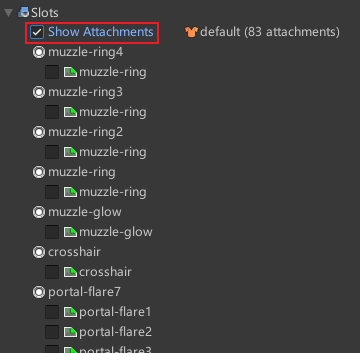 Slots
Show Attachments default (83 attachments)
muzzle-ring4
muzzle-ring
muzzle-ring3
muzzle-ring
muzzle-ring2
muzzle-ring
muzzle-ring
muzzle-ring
muzzle-glow
muzzle-glow
crosshair
crosshair
portal-flare7
portal-flare1
portal-flare2
portal-flare3